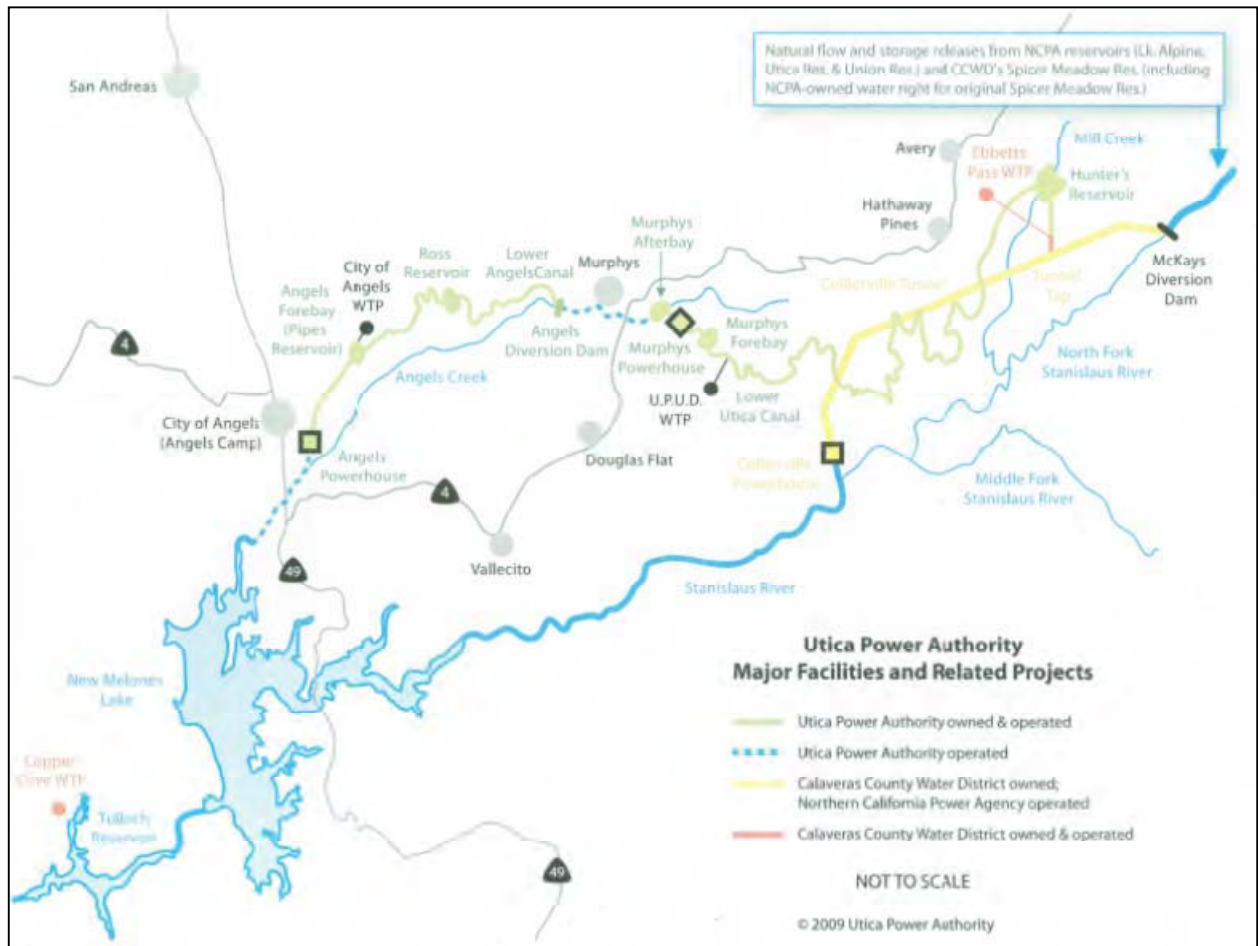 Natural flow and storage releases from NCPA reservoirs (Lk. Alpine,
Utica Res. & Union Res.) and CCWD's Spicer Meadow Res. (including
NCPA-owned water right for original Spicer Meadow Res.)
San Andreas
Avery
Mill Creek
Ebbetts
Pass WTP
Hunter's
Reservoir
Hathaway
Pines
Murphys
Afterbay
Ross
Reservoir
Lower
AngelsCanal
Murphys
City of
Angels
WTP
McKays
Diversion
Dam
Collierville Tunnel
Tunnel
Tap
Angels
Forebay
(Pipes
Reservoir)
Angels
Diversion Dam
Murphys
Forebay
Murphys
Powerhouse
4
North Fork
Stanislaus River
Angels Creek
U.P.U.D.
WTP
Lower
Utica Canal
City of Angels
(Angels Camp)
Angels
Powerhouse
Douglas Flat
Collierville
Powerhouse
Middle Fork
Stanislaus River
4
Vallecito
49
Stanislaus River
New Melones
Lake
Copper
Cove WTP
Tulloch
Reservoir
49
Utica Power Authority
Major Facilities and Related Projects
Utica Power Authority owned & operated
Utica Power Authority operated
Calaveras County Water District owned;
Northern California Power Agency operated
Calaveras County Water District owned & operated
NOT TO SCALE
© 2009 Utica Power Authority